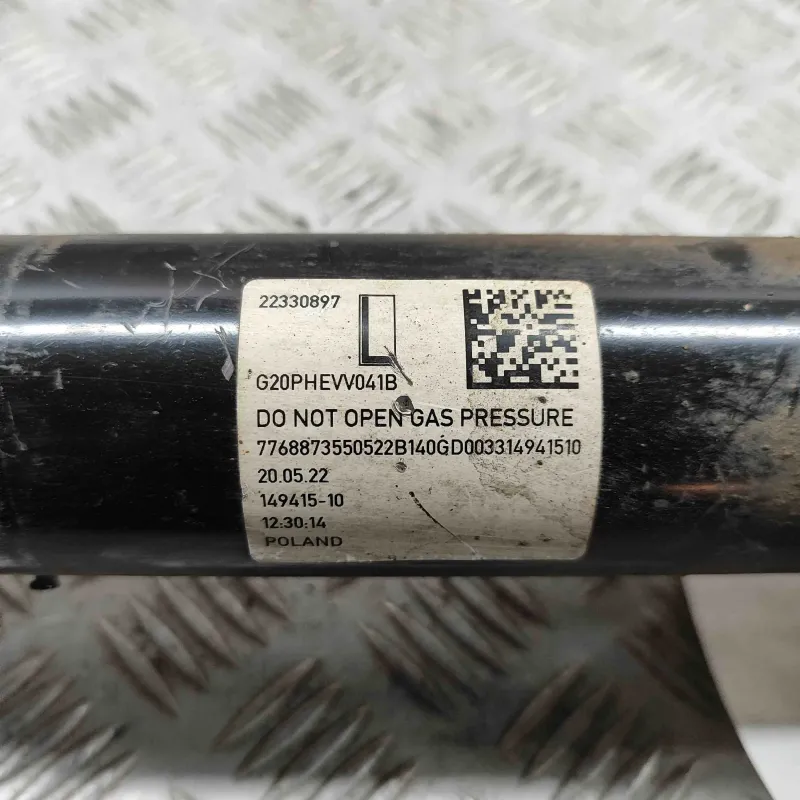 22330897
L
G20PHEVV041B
DO NOT OPEN GAS PRESSURE
7768873550522B140GD003314941510
20.05.22
149415-10
12:30:14
POLAND